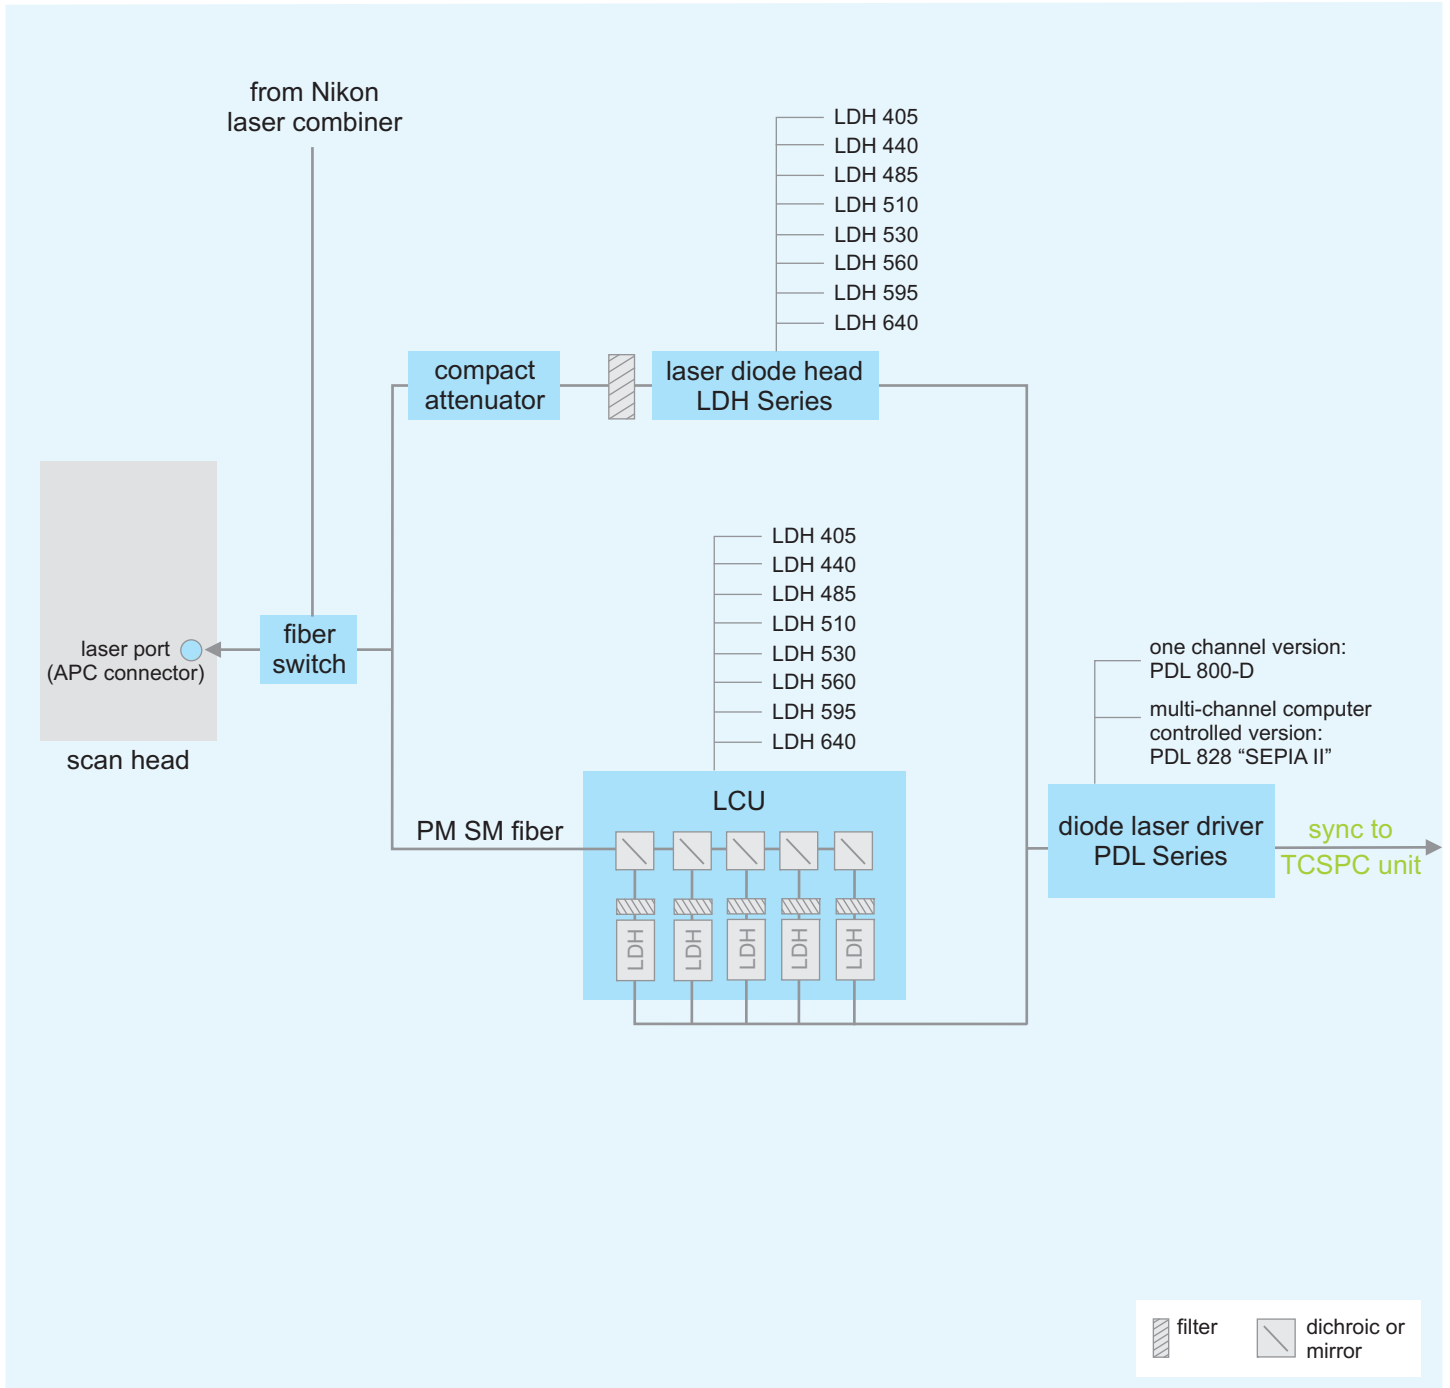 from Nikon
laser combiner
LDH 405
LDH 440
LDH 485
LDH 510
LDH 530
LDH 560
LDH 595
LDH 640
compact
attenuator
laser diode head
LDH Series
LDH 405
LDH 440
LDH 485
LDH 510
LDH 530
LDH 560
LDH 595
LDH 640
fiber
switch
laser port
(APC connector)
scan head
one channel version:
PDL 800-D
multi-channel computer
controlled version:
PDL 828 “SEPIA II”
LCU
PM SM fiber
diode laser driver
PDL Series
sync to
TCSPC unit
LDH
LDH
LDH
LDH
LDH
filter
dichroic or
mirror